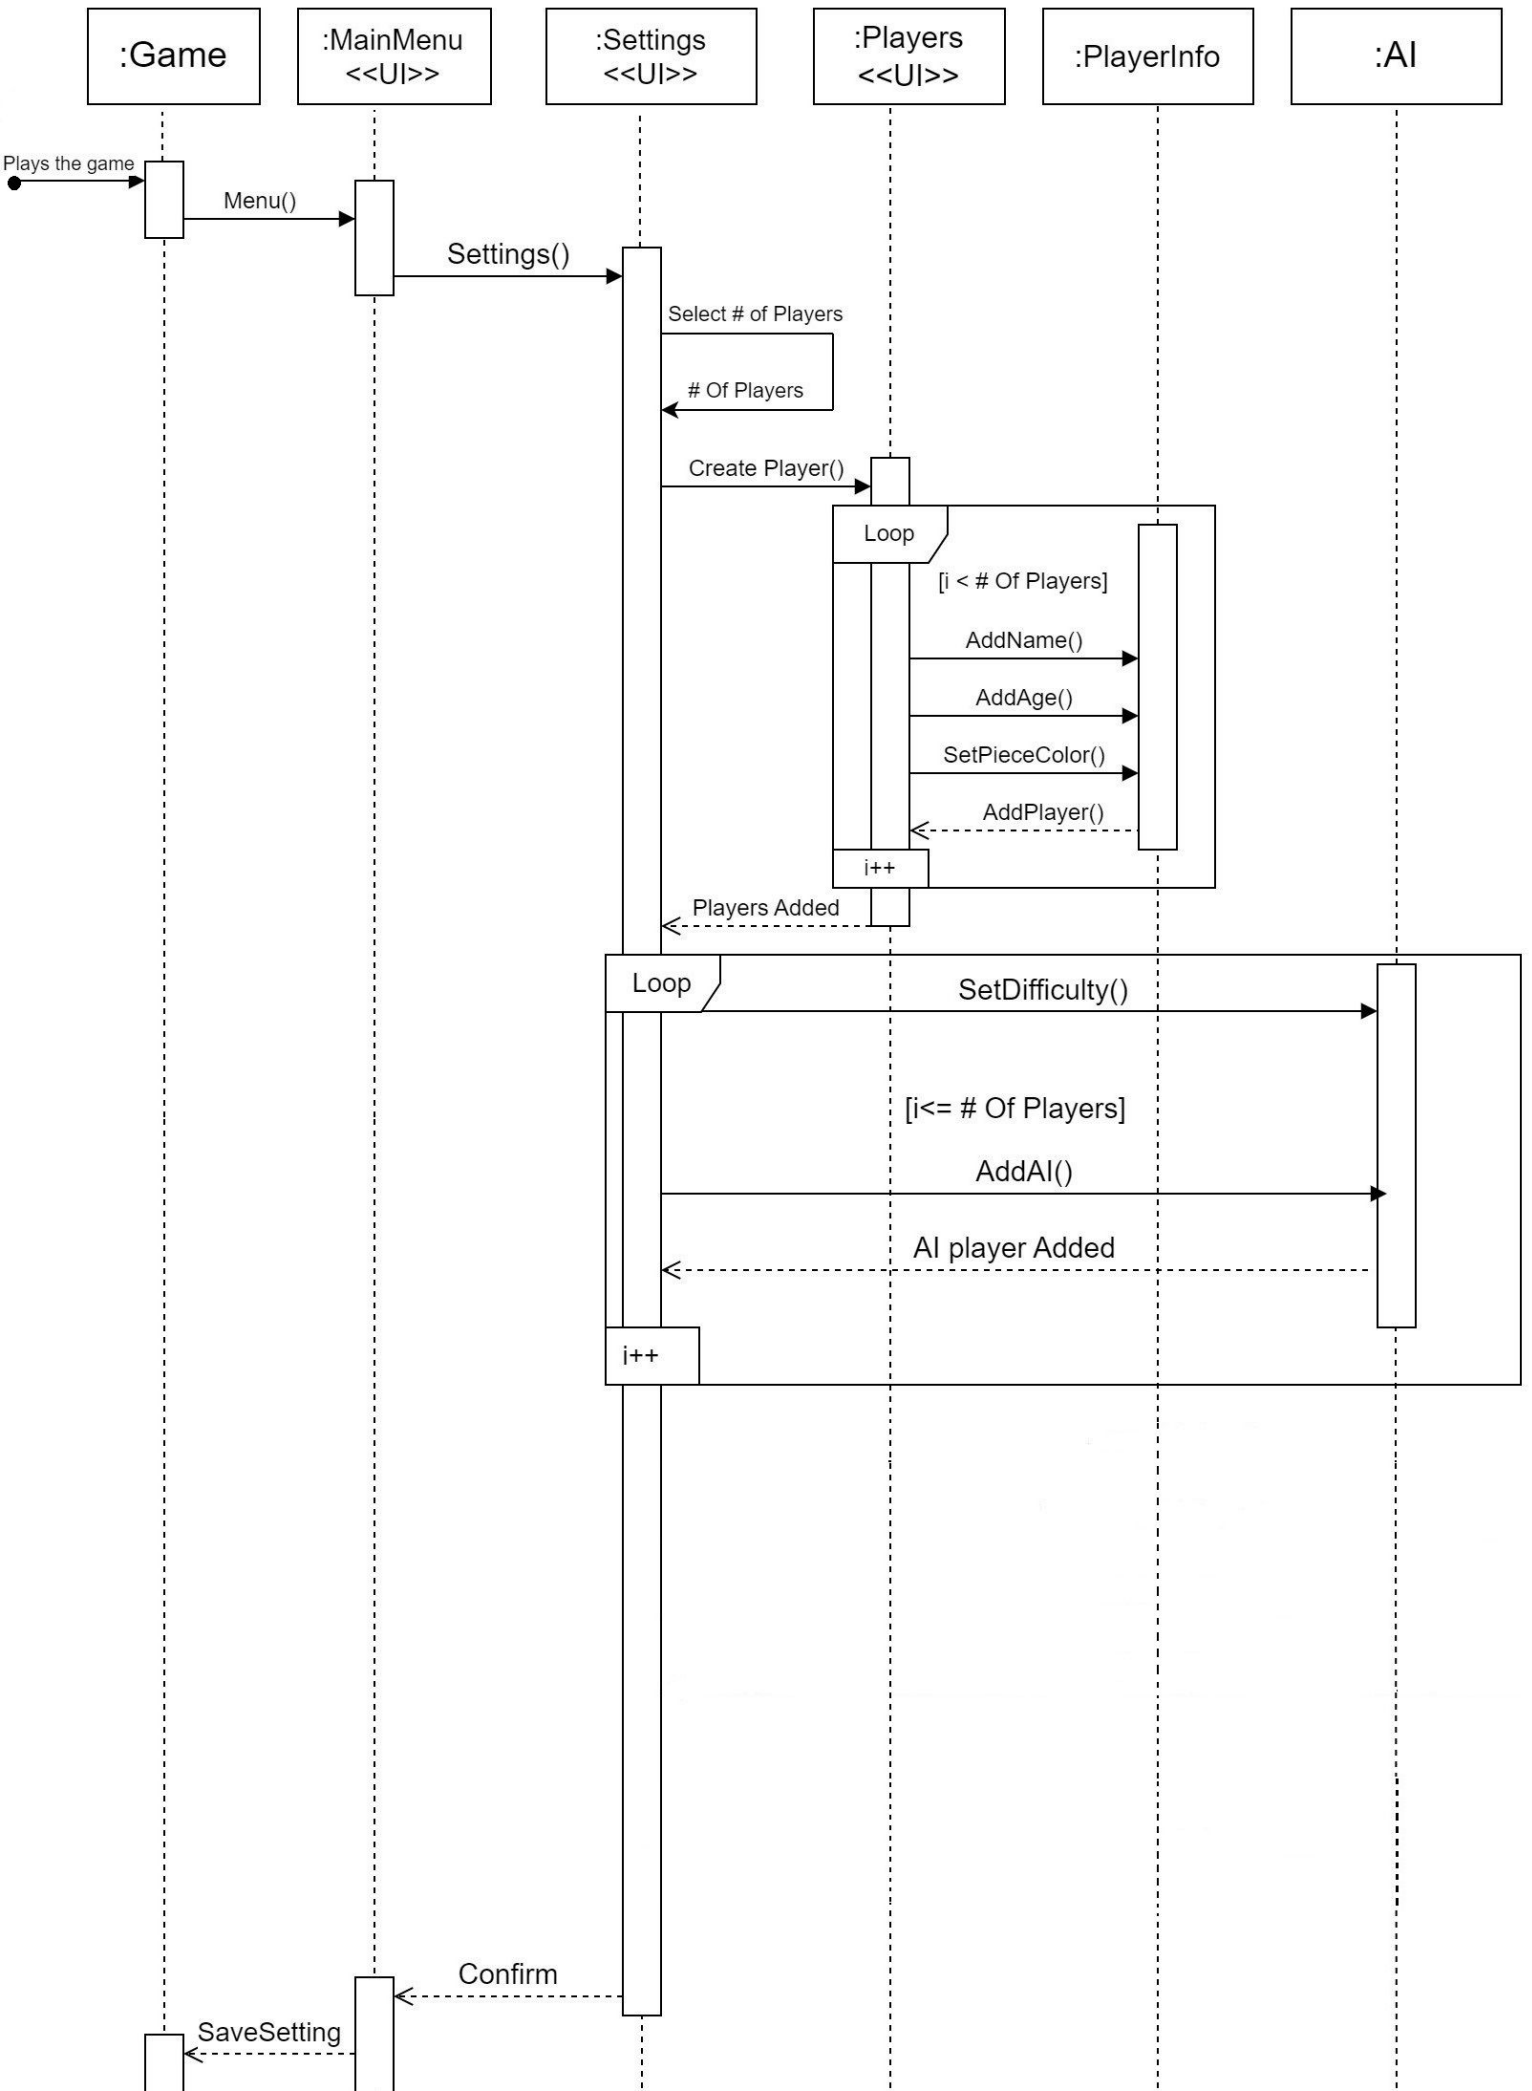 :Game
:MainMenu
<<UI>>
:Settings
<<UI>>
:Players
<<UI>>
:PlayerInfo
:AI
Plays the game
Menu()
Settings()
Select # of Players
# Of Players
Create Player()
Loop
[i < # Of Players]
AddName()
AddAge()
SetPieceColor()
AddPlayer()
i++
Players Added
Loop
SetDifficulty()
[i<= # Of Players]
AddAI()
AI player Added
i++
Confirm
SaveSetting